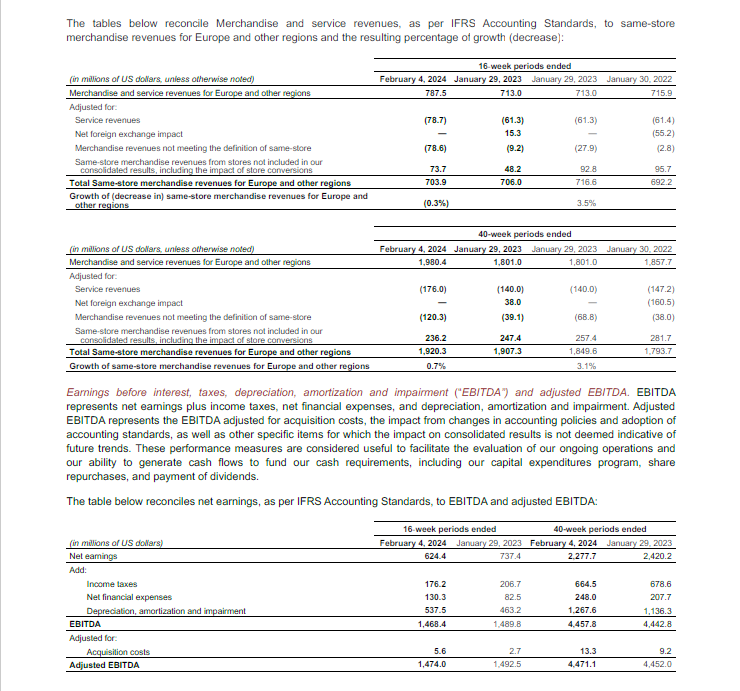 The tables below reconcile Merchandise and service revenues, as per IFRS Accounting Standards, to same-store
merchandise revenues for Europe and other regions and the resulting percentage of growth (decrease):
16-week periods ended
(in millions of US dollars, unless otherwise noted) February 4, 2024 January 29, 2023 January 29, 2023 January 30, 2022
Merchandise and service revenues for Europe and other regions 787.5 713.0 713.0 715.9
Adjusted for:
Service revenues (78.7) (61.3) (61.3) (61.4)
Net foreign exchange impact — 15.3 — (55.2)
Merchandise revenues not meeting the definition of same-store (78.6) (9.2) (27.9) (2.8)
Same-store merchandise revenues from stores not included in our
consolidated results, including the impact of store conversions 73.7 48.2 92.8 95.7
Total Same-store merchandise revenues for Europe and other regions 703.9 706.0 716.6 692.2
Growth of (decrease in) same-store merchandise revenues for Europe and
other regions (0.3%) 3.5%
40-week periods ended
(in millions of US dollars, unless otherwise noted) February 4, 2024 January 29, 2023 January 29, 2023 January 30, 2022
Merchandise and service revenues for Europe and other regions 1,980.4 1,801.0 1,801.0 1,857.7
Adjusted for:
Service revenues (176.0) (140.0) (140.0) (147.2)
Net foreign exchange impact — 38.0 — (160.5)
Merchandise revenues not meeting the definition of same-store (120.3) (39.1) (68.8) (38.0)
Same-store merchandise revenues from stores not included in our
consolidated results, including the impact of store conversions 236.2 247.4 257.4 281.7
Total Same-store merchandise revenues for Europe and other regions 1,920.3 1,907.3 1,849.6 1,793.7
Growth of same-store merchandise revenues for Europe and other regions 0.7% 3.1%
Earnings before interest, taxes, depreciation, amortization and impairment ("EBITDA") and adjusted EBITDA. EBITDA
represents net earnings plus income taxes, net financial expenses, and depreciation, amortization and impairment. Adjusted
EBITDA represents the EBITDA adjusted for acquisition costs, the impact from changes in accounting policies and adoption of
accounting standards, as well as other specific items for which the impact on consolidated results is not deemed indicative of
future trends. These performance measures are considered useful to facilitate the evaluation of our ongoing operations and
our ability to generate cash flows to fund our cash requirements, including our capital expenditures program, share
repurchases, and payment of dividends.
The table below reconciles net earnings, as per IFRS Accounting Standards, to EBITDA and adjusted EBITDA:
16-week periods ended 40-week periods ended
(in millions of US dollars) February 4, 2024 January 29, 2023 February 4, 2024 January 29, 2023
Net earnings 624.4 737.4 2,277.7 2,420.2
Add:
Income taxes 176.2 206.7 664.5 678.6
Net financial expenses 130.3 82.5 248.0 207.7
Depreciation, amortization and impairment 537.5 463.2 1,267.6 1,136.3
EBITDA 1,468.4 1,489.8 4,457.8 4,442.8
Adjusted for:
Acquisition costs 5.6 2.7 13.3 9.2
Adjusted EBITDA 1,474.0 1,492.5 4,471.1 4,452.0